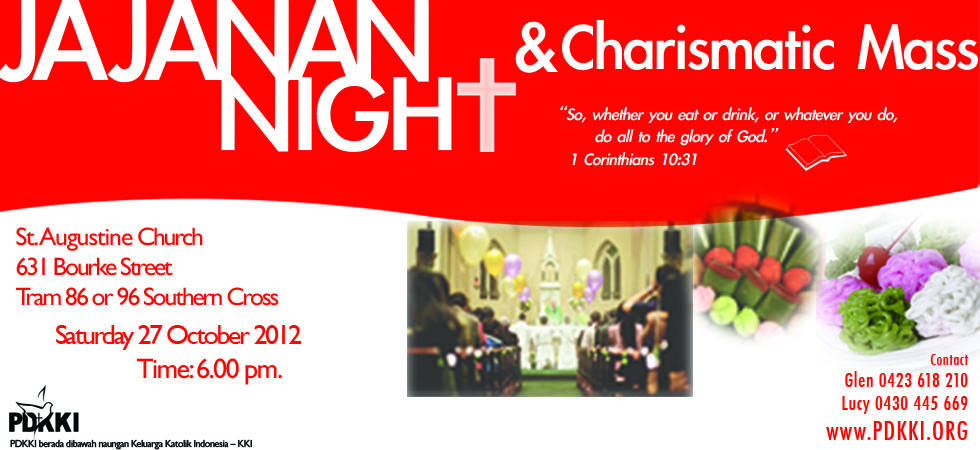 JAJANAN
NIGHT
& Charismatic Mass
“So, whether you eat or drink, or whatever you do,
do all to the glory of God.”
1 Corinthians 10:31
St. Augustine Church
631 Bourke Street
Tram 86 or 96 Southern Cross
Saturday 27 October 2012
Time: 6.00 pm.
PDKKI
PDKKI berada dibawah naungan Keluarga Katolik Indonesia – KKI
Contact
Glen 0423 618 210
Lucy 0430 445 669
www.PDKKI.ORG